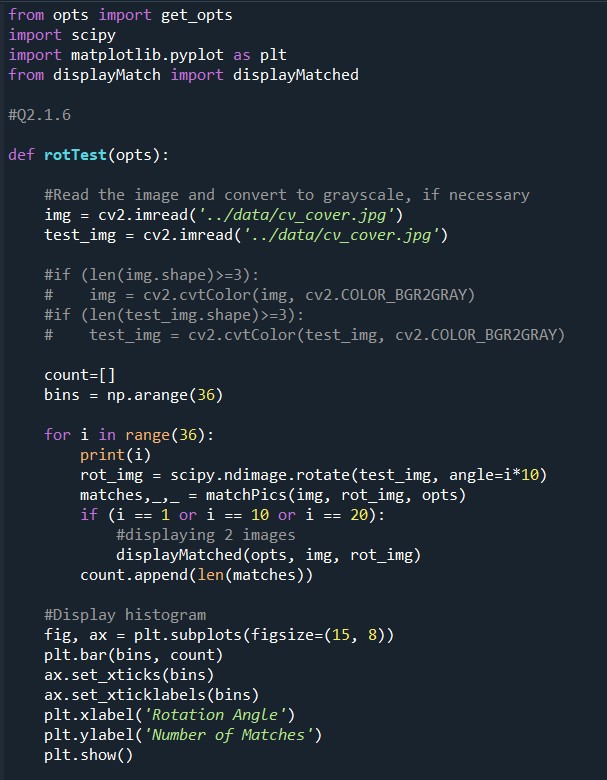 from opts import get_opts
import scipy
import matplotlib.pyplot as plt
from displayMatch import displayMatched
#Q2.1.6
def rotTest(opts):
    #Read the image and convert to grayscale, if necessary
    img = cv2.imread('../data/cv_cover.jpg')
    test_img = cv2.imread('../data/cv_cover.jpg')
    #if (len(img.shape)>=3):
    #    img = cv2.cvtColor(img, cv2.COLOR_BGR2GRAY)
    #if (len(test_img.shape)>=3):
    #    test_img = cv2.cvtColor(test_img, cv2.COLOR_BGR2GRAY)
    count=[]
    bins = np.arange(36)
    for i in range(36):
        print(i)
        rot_img = scipy.ndimage.rotate(test_img, angle=i*10)
        matches,_,_ = matchPics(img, rot_img, opts)
        if (i == 1 or i == 10 or i == 20):
            #displaying 2 images
            displayMatched(opts, img, rot_img)
        count.append(len(matches))
    #Display histogram
    fig, ax = plt.subplots(figsize=(15, 8))
    plt.bar(bins, count)
    ax.set_xticks(bins)
    ax.set_xticklabels(bins)
    plt.xlabel('Rotation Angle')
    plt.ylabel('Number of Matches')
    plt.show()